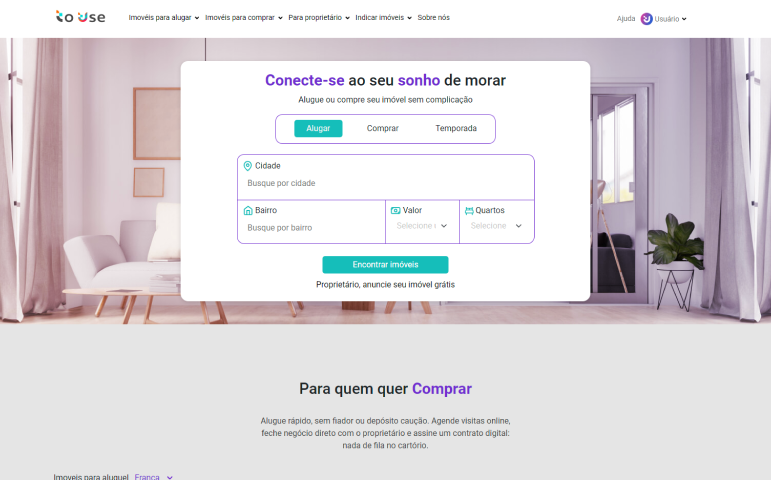 to Use
Imovéis para alugar Imovéis para comprar Para proprietário Indicar imóveis Sobre nós
Ajuda Usuário
Conecte-se ao seu sonho de morar
Alugue ou compre seu imóvel sem complicação
Alugar Comprar Temporada
Cidade
Busque por cidade
Bairro Valor Quartos
Busque por bairro Selecione Selecione
Encontrar imóveis
Proprietário, anuncie seu imóvel grátis
Para quem quer Comprar
Alugue rápido, sem fiador ou depósito caução. Agende visitas online,
feche negócio direto com o proprietário e assine um contrato digital:
nada de fila no cartório.
Imoveis para aluguel Franca